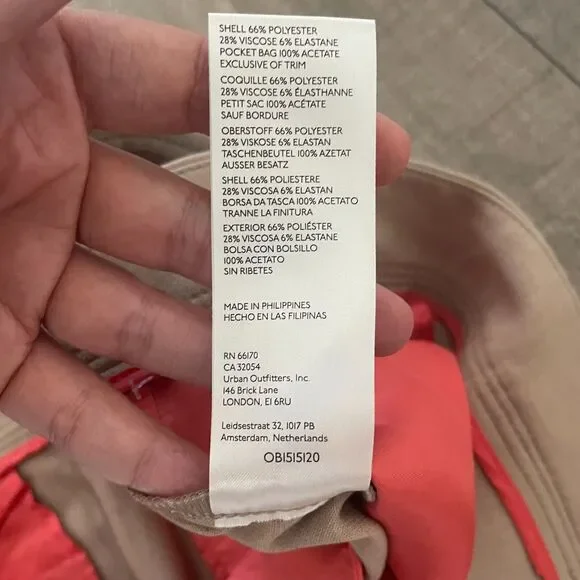 SHELL 66% POLYESTER
28% VISCOSE 6% ELASTANE
POCKET BAG 100% ACETATE
EXCLUSIVE OF TRIM
COQUILLE 66% POLYESTER
28% VISCOSE 6% ÉLASTHANNE
PETIT SAC 100% ACÉTATE
SAUF BORDURE
OBERSTOFF 66% POLYESTER
28% VISKOSE 6% ELASTAN
TASCHENBEUTEL 100% AZETAT
AUSSER BESATZ
SHELL 66% POLIESTERE
28% VISCOSA 6% ELASTAN
BORSA DA TASCA 100% ACETATO
TRANNE LA FINITURA
EXTERIOR 66% POLIÉSTER
28% VISCOSA 6% ELASTANE
BOLSA CON BOLSILLO
100% ACETATO
SIN RIBETES
MADE IN PHILIPPINES
HECHO EN LAS FILIPINAS
RN 66170
CA 32054
Urban Outfitters, Inc.
146 Brick Lane
LONDON, E1 6RU
Leidsestraat 32, 1017 PB
Amsterdam, Netherlands
OB1515120